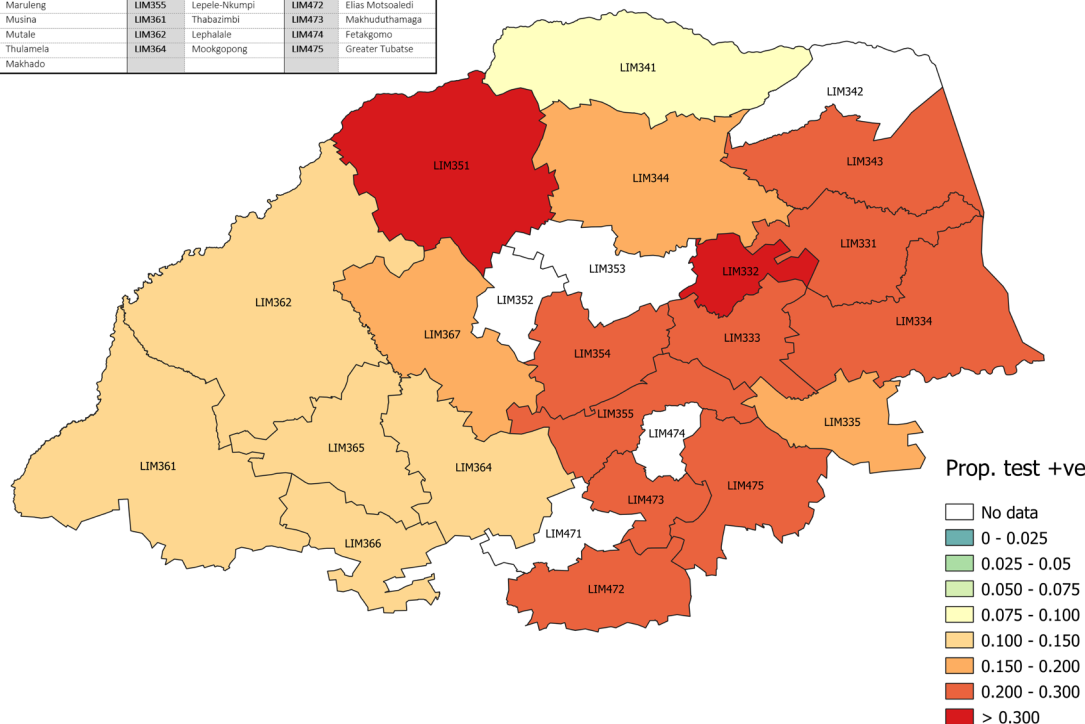 Maruleng LIM355 Lepele-Nkumpi LIM472 Elias Motsoaledi
Musina LIM361 Thabazimbi LIM473 Makhuduthamaga
Mutale LIM362 Lephalale LIM474 Fetakgomo
Thulamela LIM364 Mookgopong LIM475 Greater Tubatse
Makhado
LIM341
LIM342
LIM351
LIM344
LIM343
LIM331
LIM353
LIM332
LIM352
LIM362
LIM334
LIM367
LIM333
LIM354
LIM355
LIM335
LIM474
LIM365
LIM361
LIM364
LIM475
LIM473
LIM471
LIM366
LIM472
Prop. test +ve
No data
0 - 0.025
0.025 - 0.05
0.050 - 0.075
0.075 - 0.100
0.100 - 0.150
0.150 - 0.200
0.200 - 0.300
> 0.300